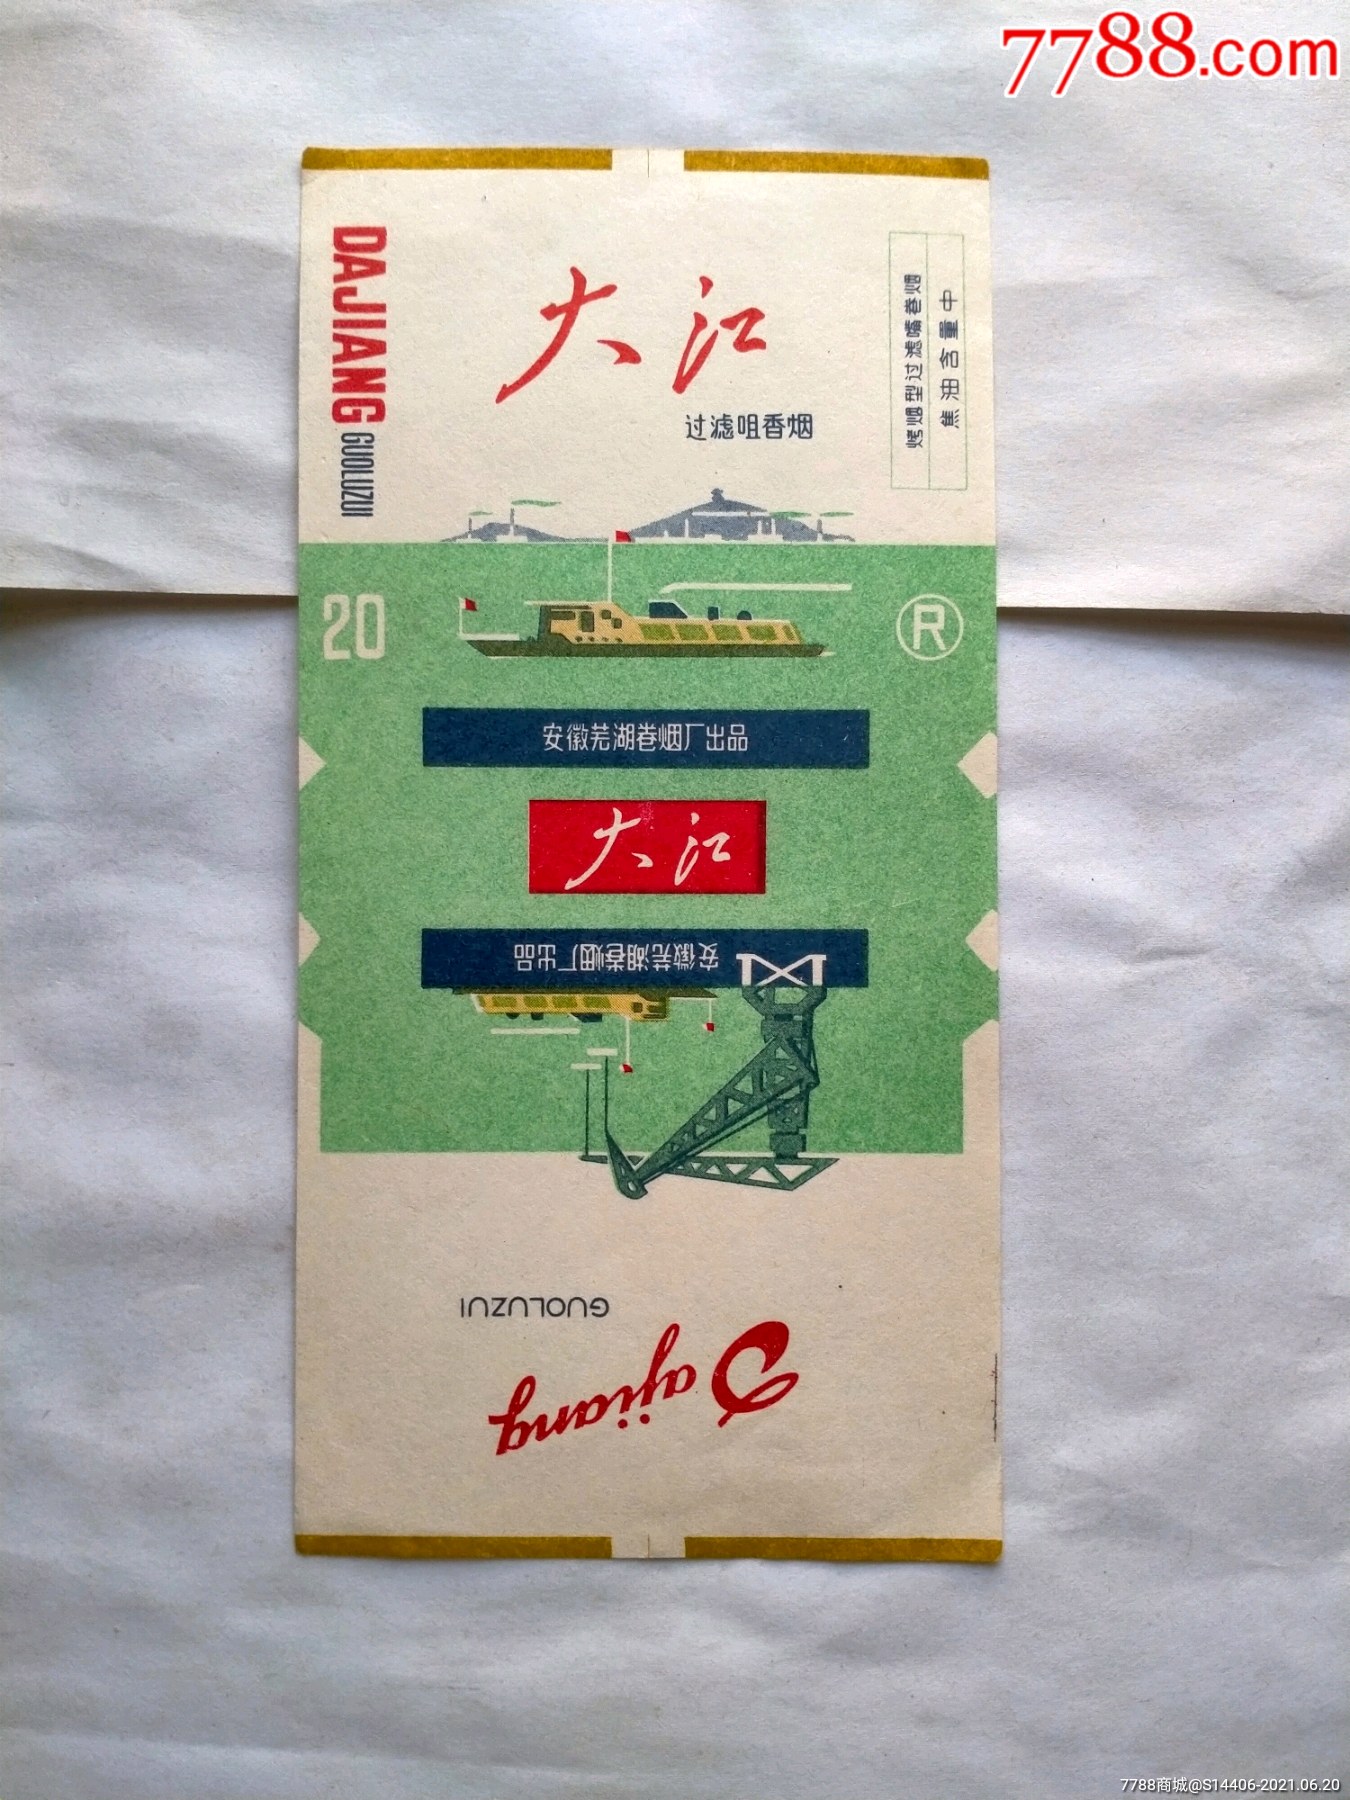 7788.com
DAJIANG GUOLUZUI
大江
过滤咀香烟
烤烟型过滤嘴卷烟
焦油含量中
20
R
安徽芜湖卷烟厂出品
大江
安徽芜湖卷烟厂出品
GUOLUZUI
Dajiang
7788商城@S14406-2021.06.20